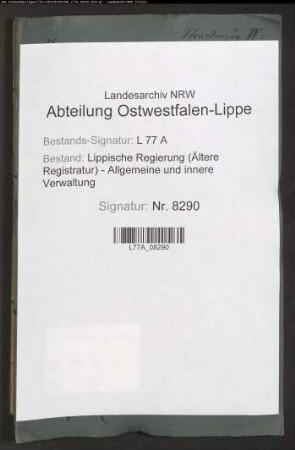 Landesarchiv NRW
Abteilung Ostwestfalen-Lippe
Bestands-Signatur: L 77 A
Bestand: Lippische Regierung (Ältere
Registratur) - Allgemeine und innere
Verwaltung
Signatur: Nr. 8290
L77A_08290